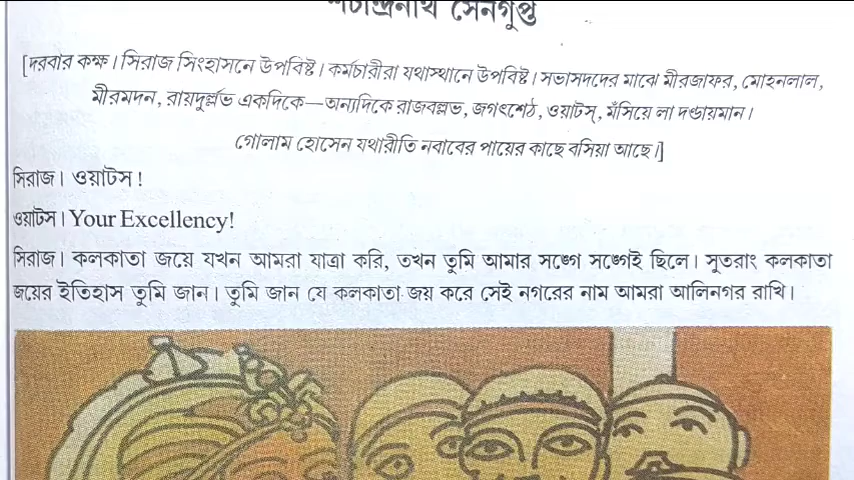 শচীন্দ্রনাথ সেনগুপ্ত
[দরবার কক্ষ। সিরাজ সিংহাসনে উপবিষ্ট। কর্মচারীরা যথাস্থানে উপবিষ্ট। সভাসদদের মাঝে মীরজাফর, মোহনলাল,
মীরমদন, রায়দুর্লভ একদিকে—অন্যদিকে রাজবল্লভ, জগৎশেঠ, ওয়াটস্, মঁসিয়ে লা দণ্ডায়মান।
গোলাম হোসেন যথারীতি নবাবের পায়ের কাছে বসিয়া আছে।]
সিরাজ। ওয়াটস!
ওয়াটস। Your Excellency!
সিরাজ। কলকাতা জয়ে যখন আমরা যাত্রা করি, তখন তুমি আমার সঙ্গে সঙ্গেই ছিলে। সুতরাং কলকাতা
জয়ের ইতিহাস তুমি জান। তুমি জান যে কলকাতা জয় করে সেই নগরের নাম আমরা আলিনগর রাখি।